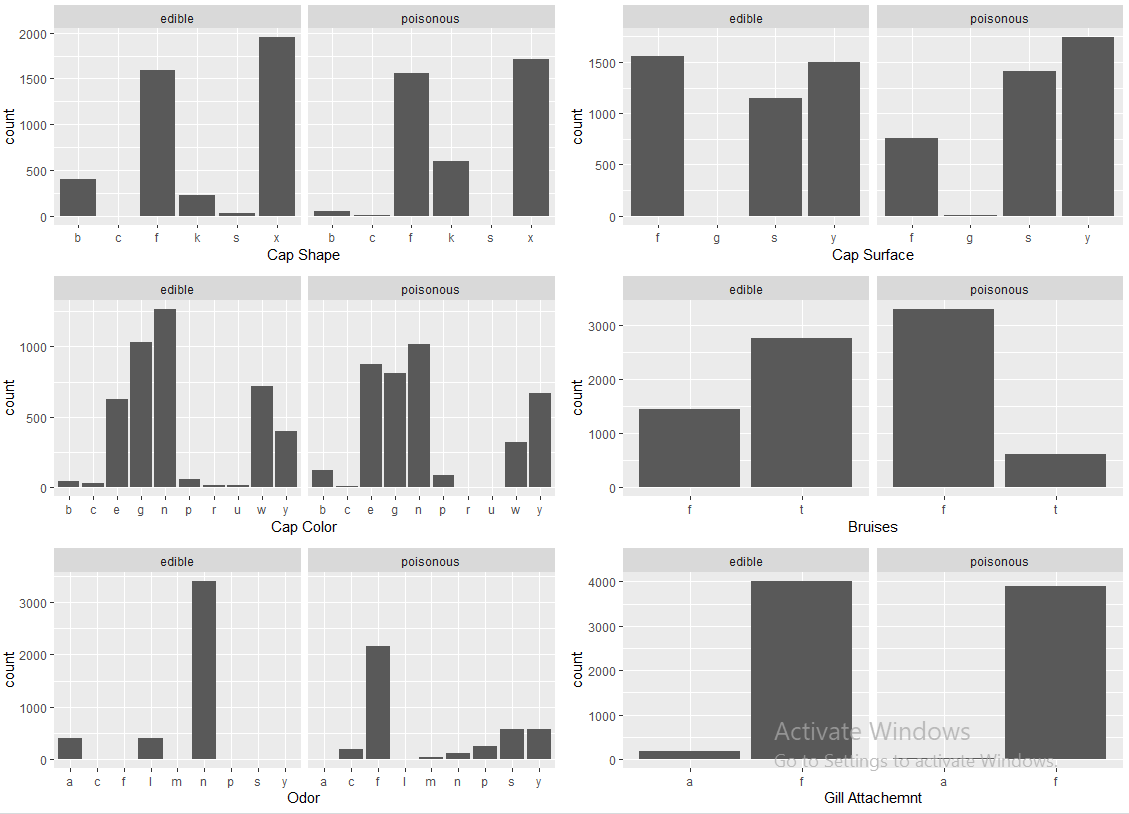 edible poisonous
count
2000
1500
1000
500
0
b c f k s x b c f k s x
Cap Shape
edible poisonous
count
1500
1000
500
0
f g s y f g s y
Cap Surface
edible poisonous
count
1000
500
0
b c e g n p r u w y b c e g n p r u w y
Cap Color
edible poisonous
count
3000
2000
1000
0
f t f t
Bruises
edible poisonous
count
3000
2000
1000
0
a c f l m n p s y a c f l m n p s y
Odor
edible poisonous
count
4000
3000
2000
1000
0
a f a f
Gill Attachemnt
Activate Windows
Go to Settings to activate Windows.